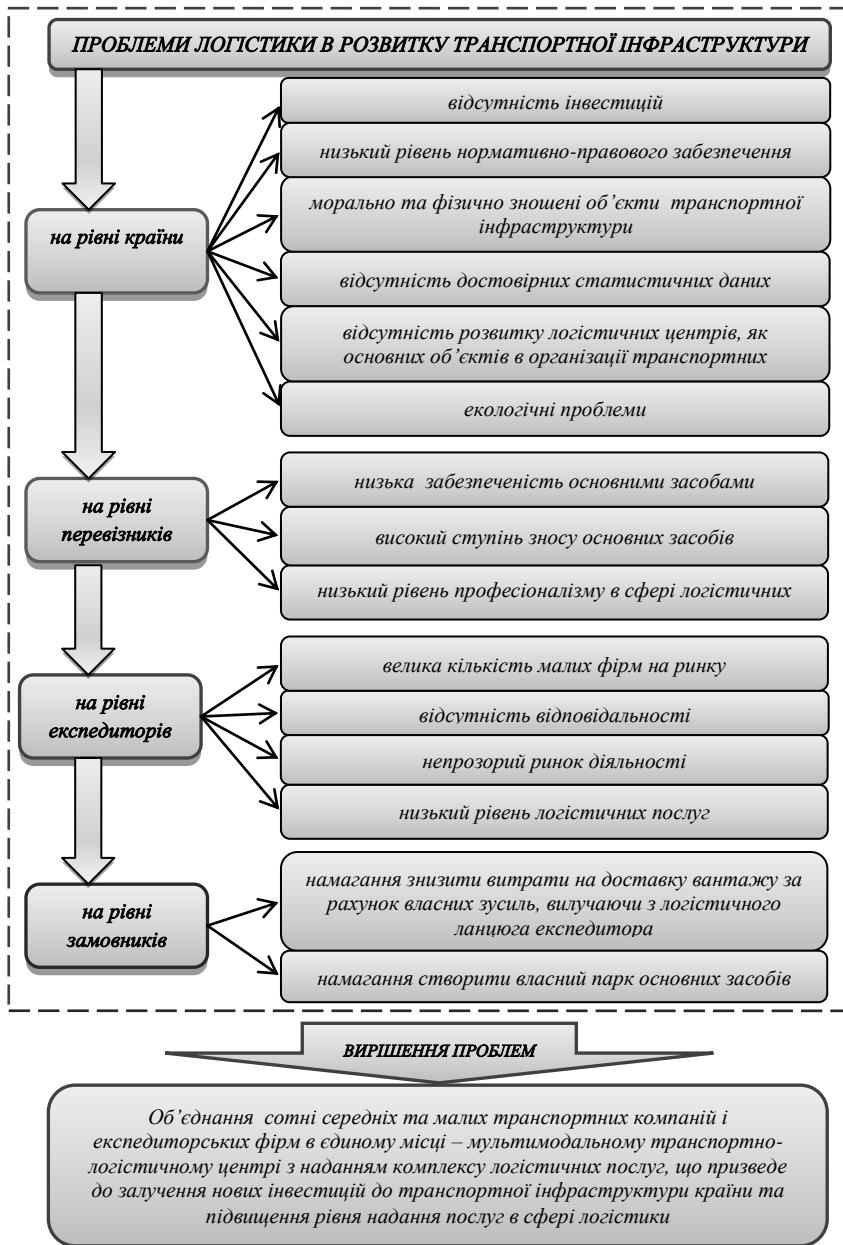 ПРОБЛЕМИ ЛОГІСТИКИ В РОЗВИТКУ ТРАНСПОРТНОЇ ІНФРАСТРУКТУРИ
на рівні країни
відсутність інвестицій
низький рівень нормативно-правового забезпечення
морально та фізично зношені об’єкти транспортної
інфраструктури
відсутність достовірних статистичних даних
відсутність розвитку логістичних центрів, як
основних об’єктів в організації транспортних
екологічні проблеми
на рівні
перевізників
низька забезпеченість основними засобами
високий ступінь зносу основних засобів
низький рівень професіоналізму в сфері логістичних
на рівні
експедиторів
велика кількість малих фірм на ринку
відсутність відповідальності
непрозорий ринок діяльності
низький рівень логістичних послуг
на рівні
замовників
намагання знизити витрати на доставку вантажу за
рахунок власних зусиль, вилучаючи з логістичного
ланцюга експедитора
намагання створити власний парк основних засобів
ВИРІШЕННЯ ПРОБЛЕМ
Об’єднання сотні середніх та малих транспортних компаній і
експедиторських фірм в єдиному місці – мультимодальному транспортно-
логістичному центрі з наданням комплексу логістичних послуг, що призведе
до залучення нових інвестицій до транспортної інфраструктури країни та
підвищення рівня надання послуг в сфері логістики